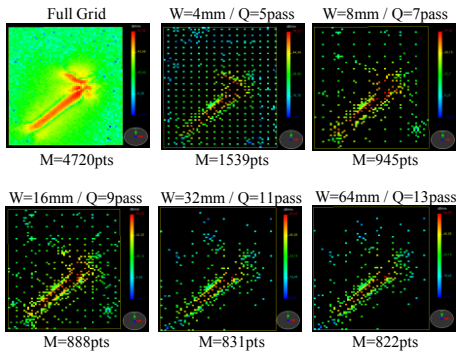 Full Grid
W=4mm / Q=5pass
W=8mm / Q=7pass
M=4720pts
M=1539pts
M=945pts
W=16mm / Q=9pass
W=32mm / Q=11pass
W=64mm / Q=13pass
M=888pts
M=831pts
M=822pts